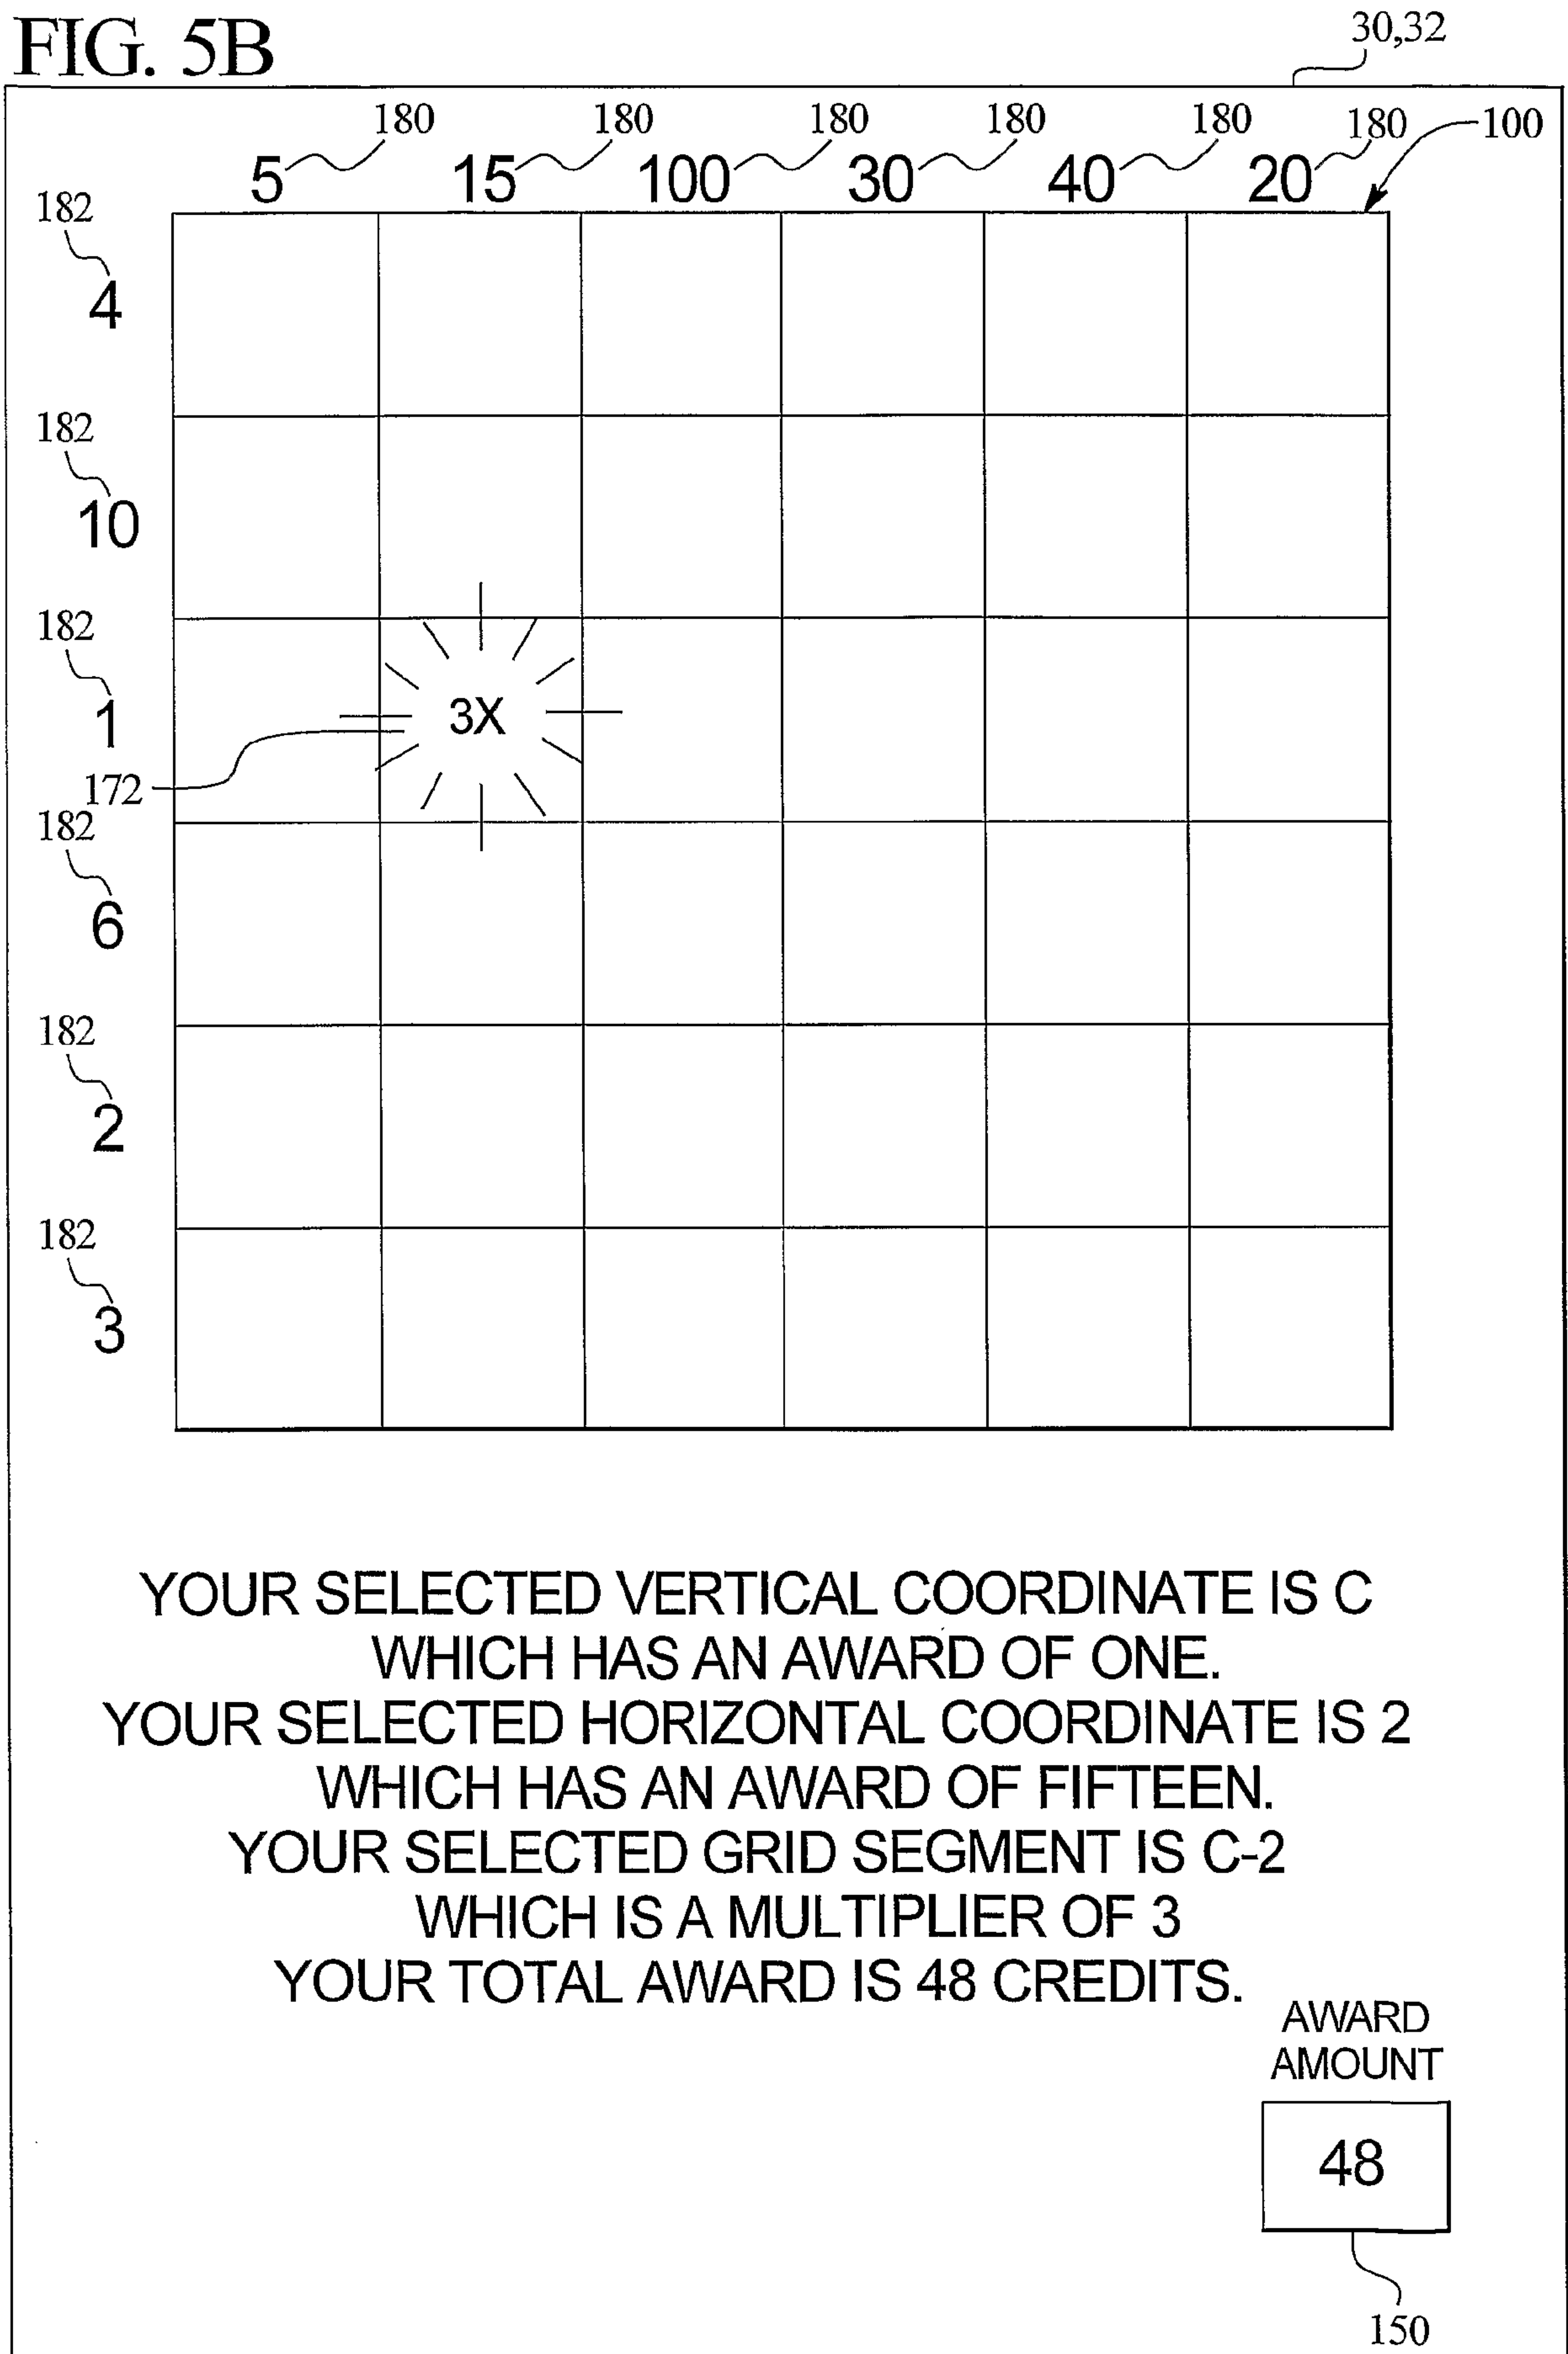 FIG. 5B
30,32
180 180 180 180 180 180 100
5 15 100 30 40 20
182
4
182
10
182
1
3X
172
182
6
182
2
182
3
YOUR SELECTED VERTICAL COORDINATE IS C
WHICH HAS AN AWARD OF ONE.
YOUR SELECTED HORIZONTAL COORDINATE IS 2
WHICH HAS AN AWARD OF FIFTEEN.
YOUR SELECTED GRID SEGMENT IS C-2
WHICH IS A MULTIPLIER OF 3
YOUR TOTAL AWARD IS 48 CREDITS.
AWARD
AMOUNT
48
150